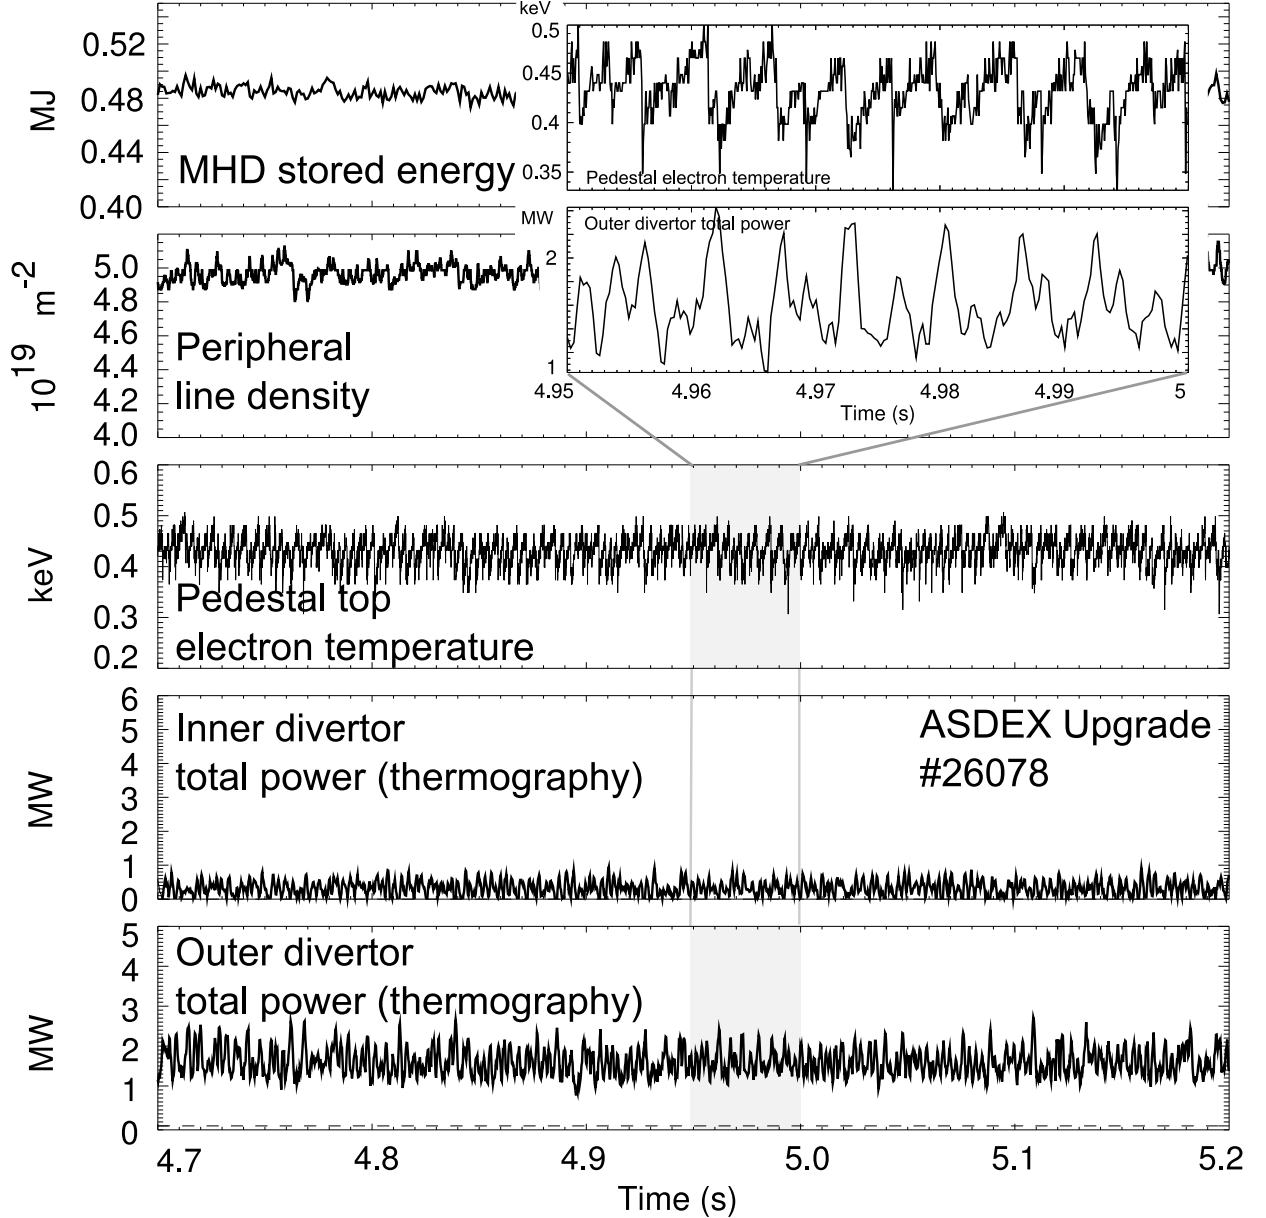 keV
0.5
0.45
0.4
0.35
Pedestal electron temperature
0.52
0.48
0.44
0.40
MJ
MHD stored energy
MW
Outer divertor total power
2
1
4.95
4.96
4.97
4.98
4.99
5
Time (s)
5.0
4.8
4.6
4.4
4.2
4.0
10^19 m^-2
Peripheral
line density
0.6
0.5
0.4
0.3
0.2
keV
Pedestal top
electron temperature
6
5
4
3
2
1
0
MW
Inner divertor
total power (thermography)
ASDEX Upgrade
#26078
5
4
3
2
1
0
MW
Outer divertor
total power (thermography)
4.7
4.8
4.9
5.0
5.1
5.2
Time (s)